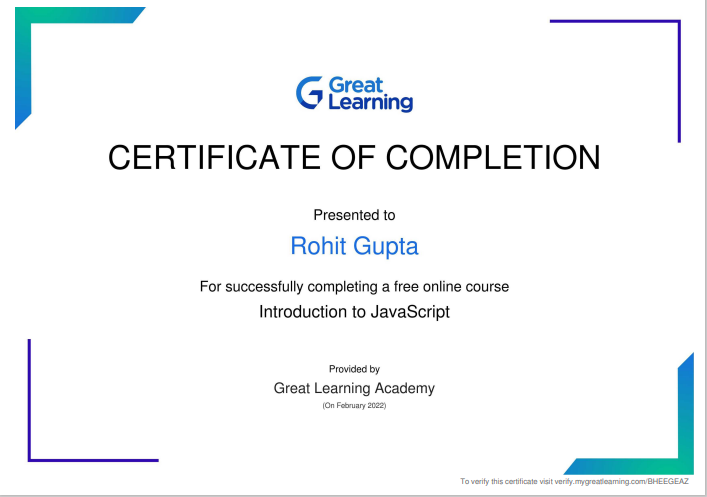 Great
Learning
CERTIFICATE OF COMPLETION
Presented to
Rohit Gupta
For successfully completing a free online course
Introduction to JavaScript
Provided by
Great Learning Academy
(On February 2022)
To verify this certificate visit verify.mygreatlearning.com/BHEEGEAZ